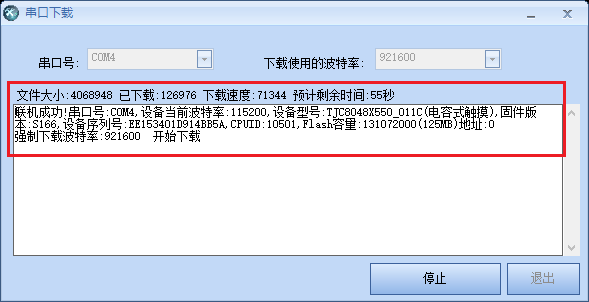 串口下载
串口号: COM4 下载使用的波特率: 921600
文件大小:4068948 已下载:126976 下载速度:71344 预计剩余时间:55秒
联机成功!串口号:COM4,设备当前波特率:115200,设备型号:TJC8048X550_011C(电容式触摸),固件版
本:S166,设备序列号:EE153401D914BB5A,CPUID:10501,Flash容量:131072000(125MB)地址:0
强制下载波特率:921600 开始下载
停止 退出